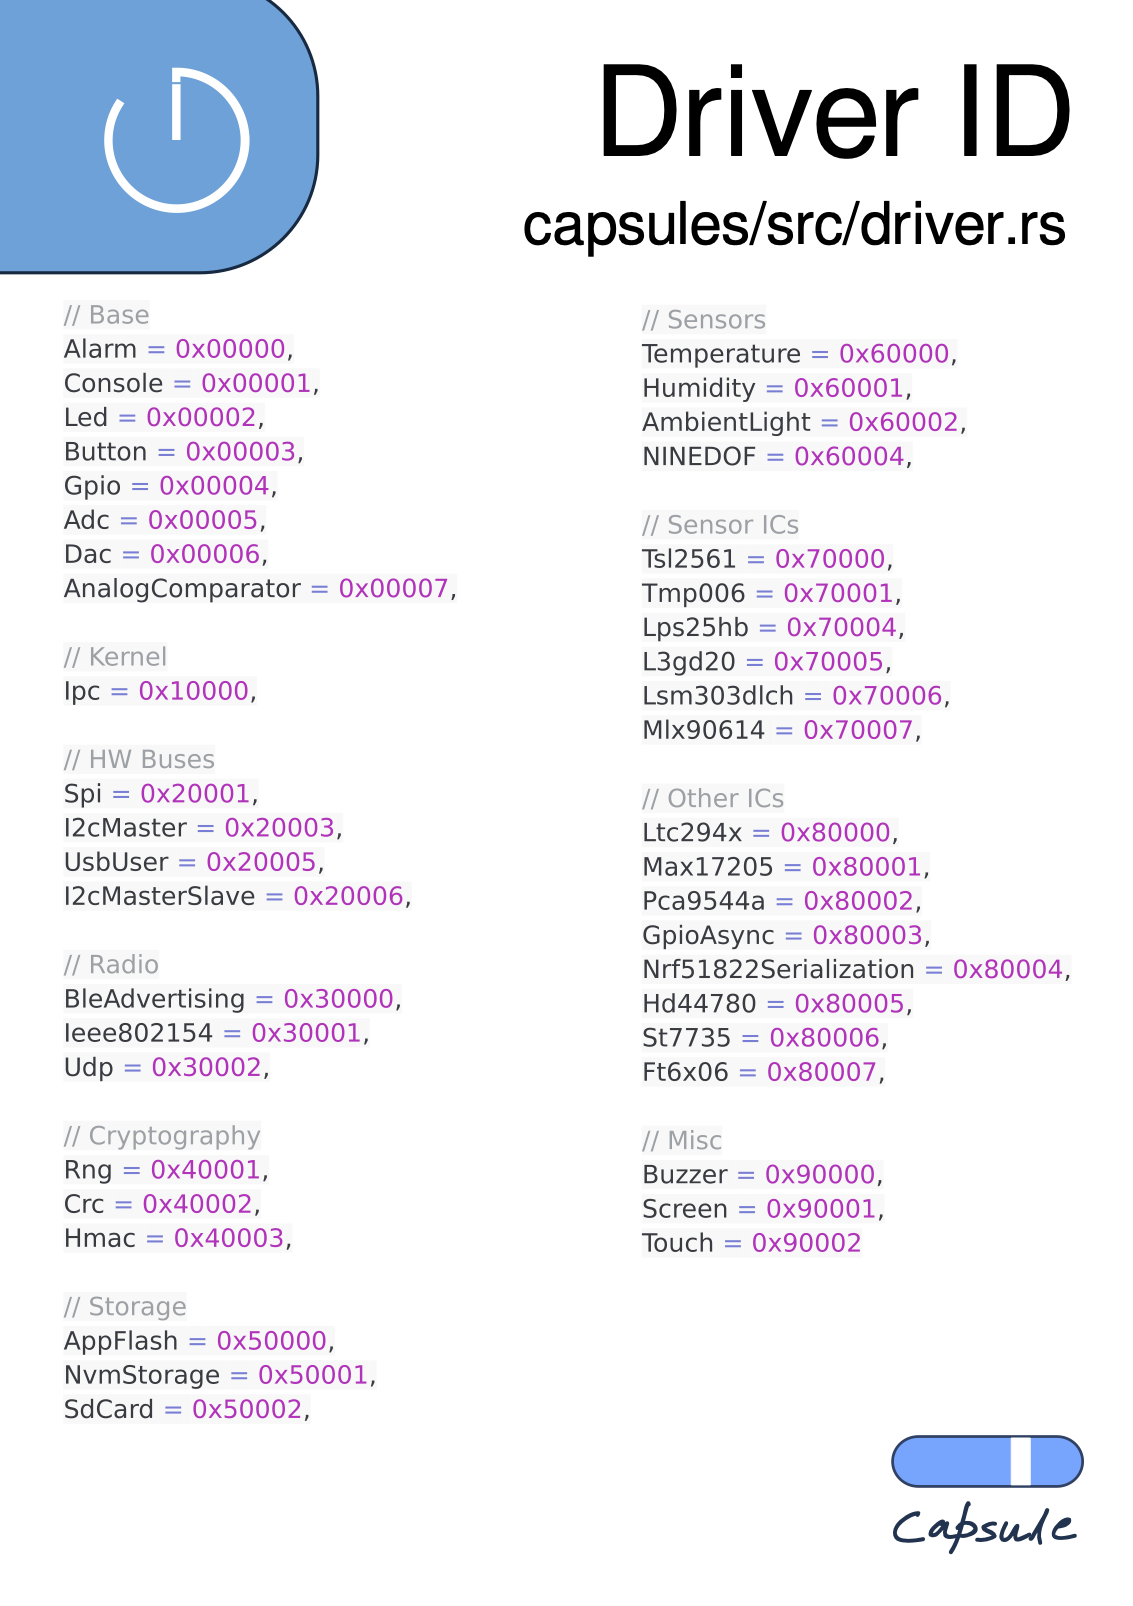 Driver ID
capsules/src/driver.rs
// Base
Alarm = 0x00000,
Console = 0x00001,
Led = 0x00002,
Button = 0x00003,
Gpio = 0x00004,
Adc = 0x00005,
Dac = 0x00006,
AnalogComparator = 0x00007,
// Kernel
Ipc = 0x10000,
// HW Buses
Spi = 0x20001,
I2cMaster = 0x20003,
UsbUser = 0x20005,
I2cMasterSlave = 0x20006,
// Radio
BleAdvertising = 0x30000,
Ieee802154 = 0x30001,
Udp = 0x30002,
// Cryptography
Rng = 0x40001,
Crc = 0x40002,
Hmac = 0x40003,
// Storage
AppFlash = 0x50000,
NvmStorage = 0x50001,
SdCard = 0x50002,
// Sensors
Temperature = 0x60000,
Humidity = 0x60001,
AmbientLight = 0x60002,
NINEDOF = 0x60004,
// Sensor ICs
Tsl2561 = 0x70000,
Tmp006 = 0x70001,
Lps25hb = 0x70004,
L3gd20 = 0x70005,
Lsm303dlch = 0x70006,
Mlx90614 = 0x70007,
// Other ICs
Ltc294x = 0x80000,
Max17205 = 0x80001,
Pca9544a = 0x80002,
GpioAsync = 0x80003,
Nrf51822Serialization = 0x80004,
Hd44780 = 0x80005,
St7735 = 0x80006,
Ft6x06 = 0x80007,
// Misc
Buzzer = 0x90000,
Screen = 0x90001,
Touch = 0x90002
Capsule